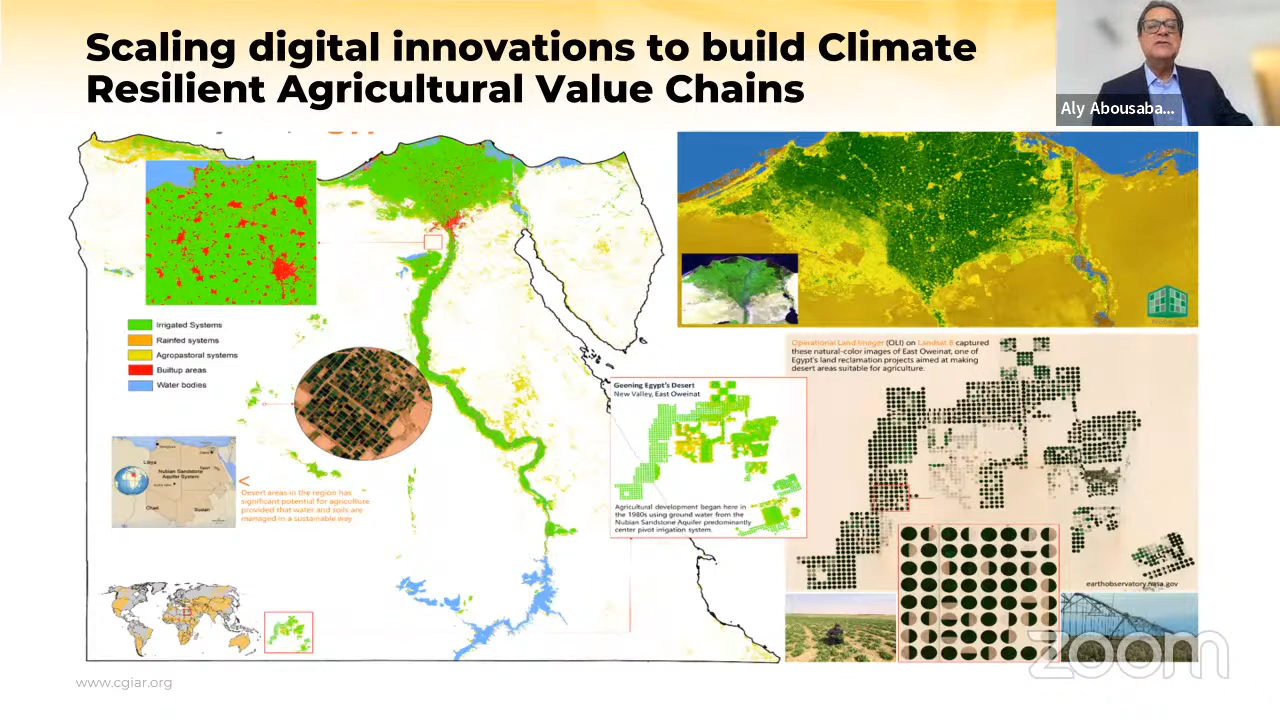 Scaling digital innovations to build Climate
Resilient Agricultural Value Chains
Aly Abousaba...
Irrigated Systems
Rainfed systems
Agropastoral systems
Builtup areas
Water bodies
Libya
Nubian Sandstone
Aquifer System
Chad
Sudan
<
Desert areas in the region has
significant potential for agriculture
provided that water and soils are
managed in a sustainable way
Geening Egypt's Desert
New Valley, East Oweinat
Agricultural development began here in
the 1980s using ground water from the
Nubian Sandstone Aquifer predominantly
center pivot irrigation system.
Operational Land Imager (OLI) on Landsat 8 captured
these natural-color images of East Oweinat, one of
Egypt's land reclamation projects aimed at making
desert areas suitable for agriculture.
earthobservatory.nasa.gov
zoom
www.cgiar.org